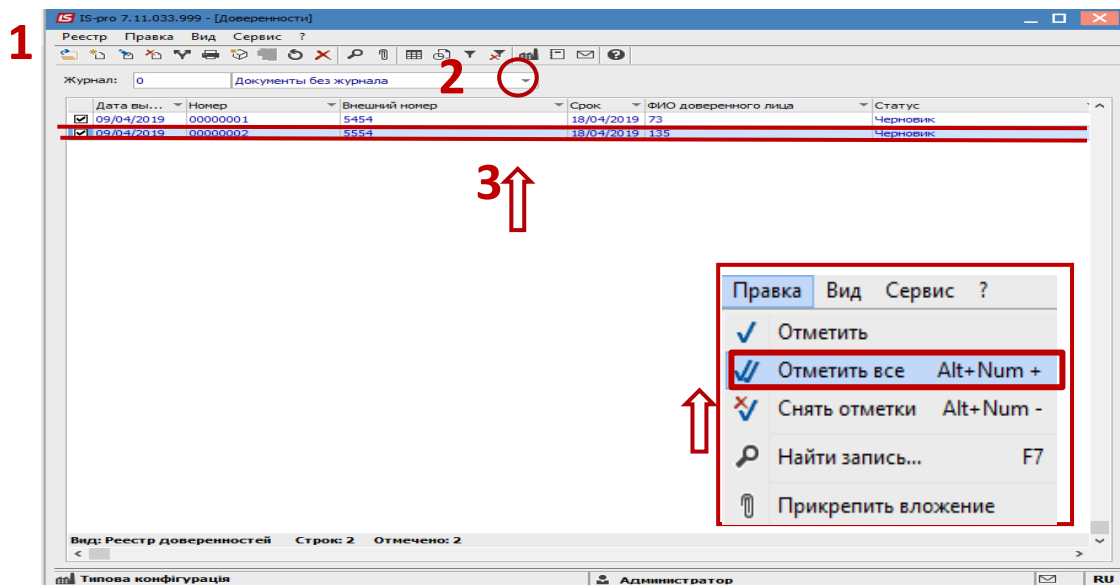 1
IS-pro 7.11.033.999 - [Доверенности]
Реестр Правка Вид Сервис ?
2
Журнал: 0 Документы без журнала
Дата вы... Номер Внешний номер Срок ФИО доверенного лица Статус
09/04/2019 00000001 5454 18/04/2019 73 Черновик
09/04/2019 00000002 5554 18/04/2019 135 Черновик
3
Правка Вид Сервис ?
Отметить
Отметить все Alt+Num +
Снять отметки Alt+Num -
Найти запись... F7
Прикрепить вложение
Вид: Реестр доверенностей Строк: 2 Отмечено: 2
Типова конфігурація Администратор RU